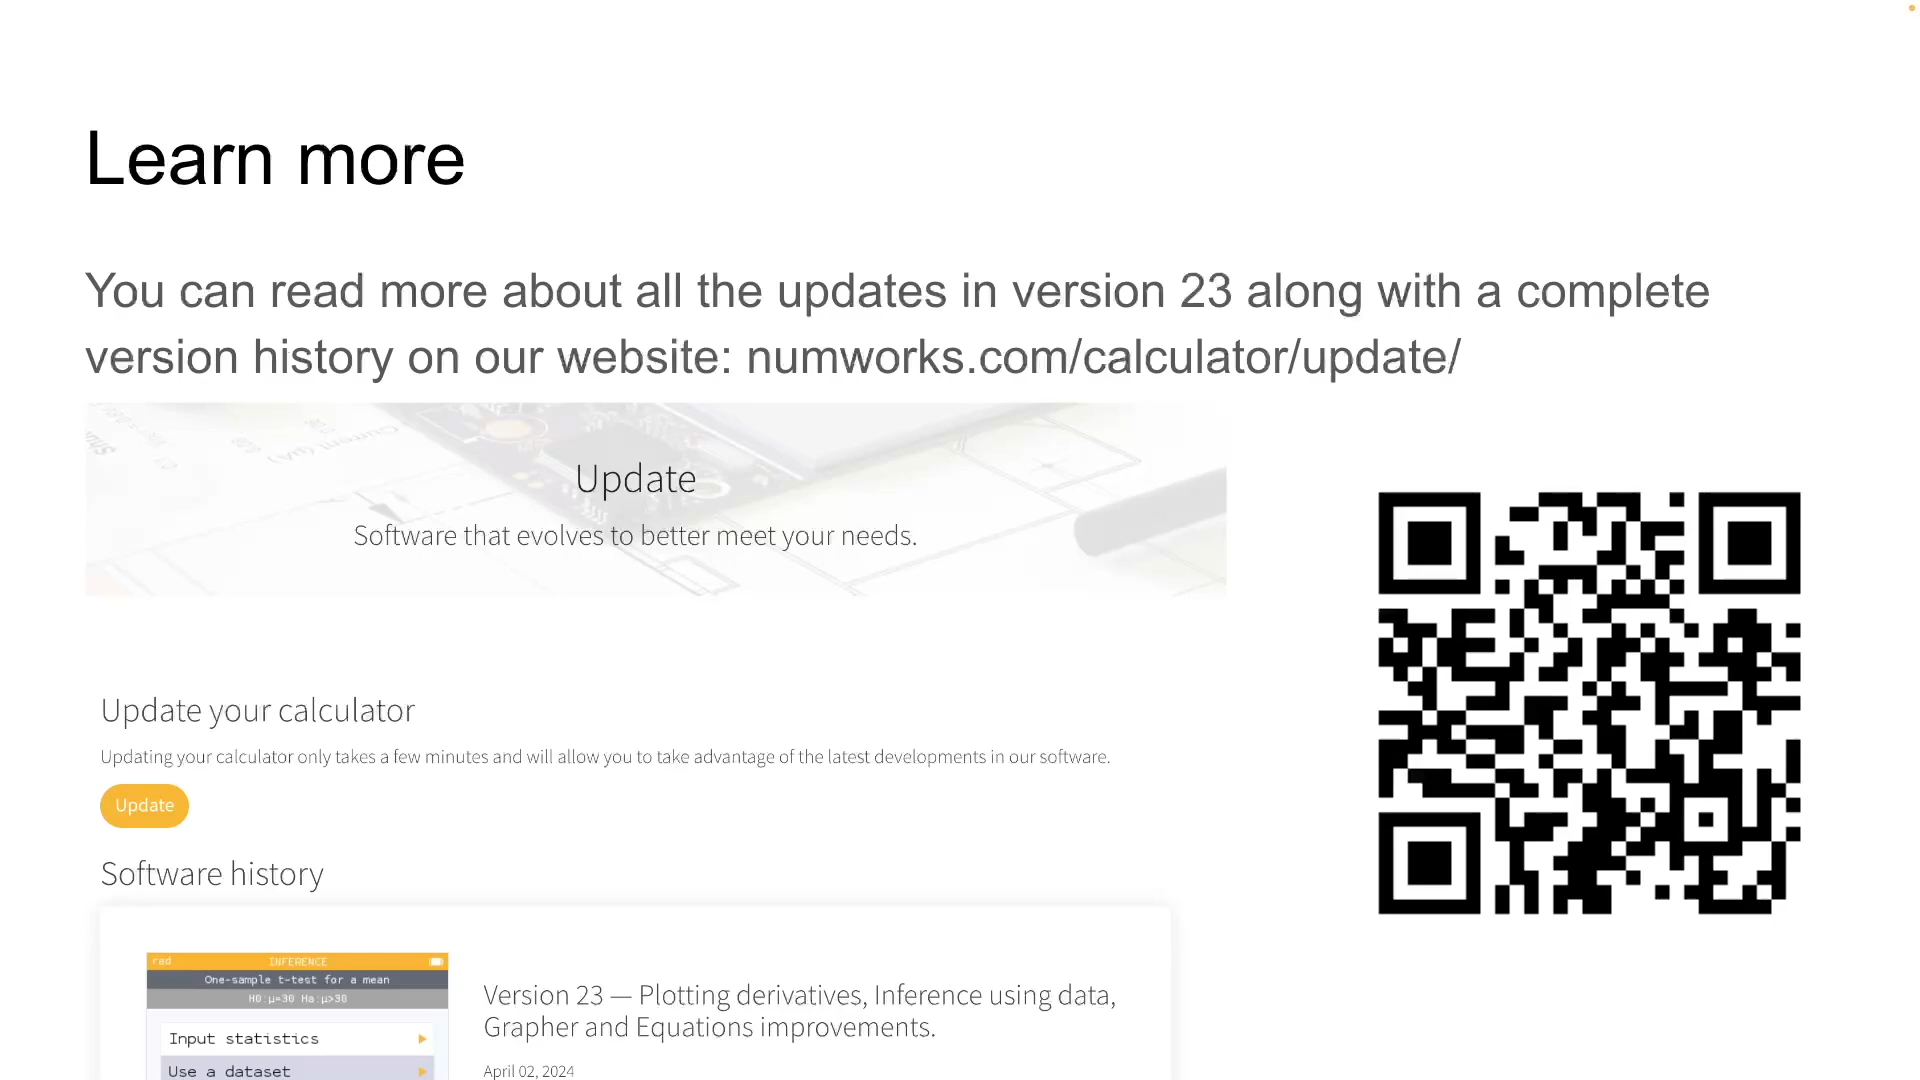 Learn more
You can read more about all the updates in version 23 along with a complete
version history on our website: numworks.com/calculator/update/
Update
Software that evolves to better meet your needs.
Update your calculator
Updating your calculator only takes a few minutes and will allow you to take advantage of the latest developments in our software.
Update
Software history
rad INFERENCE
One-sample t-test for a mean
H0:μ=30 Ha:μ>30
Input statistics
Use a dataset
Version 23 — Plotting derivatives, Inference using data,
Grapher and Equations improvements.
April 02, 2024